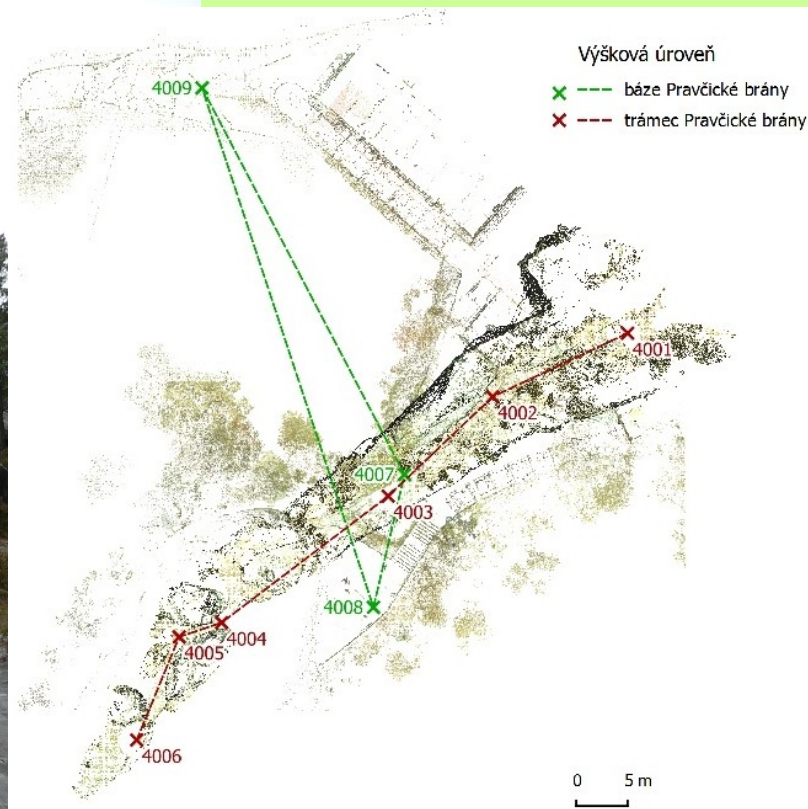 Výšková úroveň
báze Pravčické brány
trámec Pravčické brány
4009
4001
4002
4007
4003
4008
4004
4005
4006
0 5 m